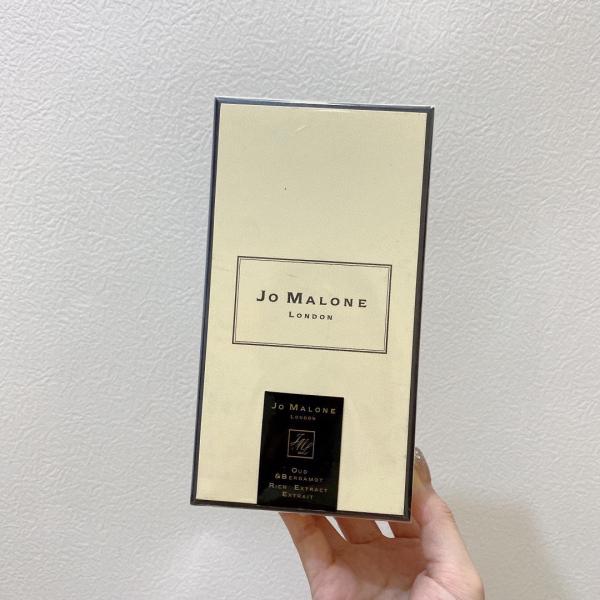 JO MALONE
LONDON
JO MALONE
LONDON
OUD
&BERGAMOT
RICH EXTRACT
EXTRAIT